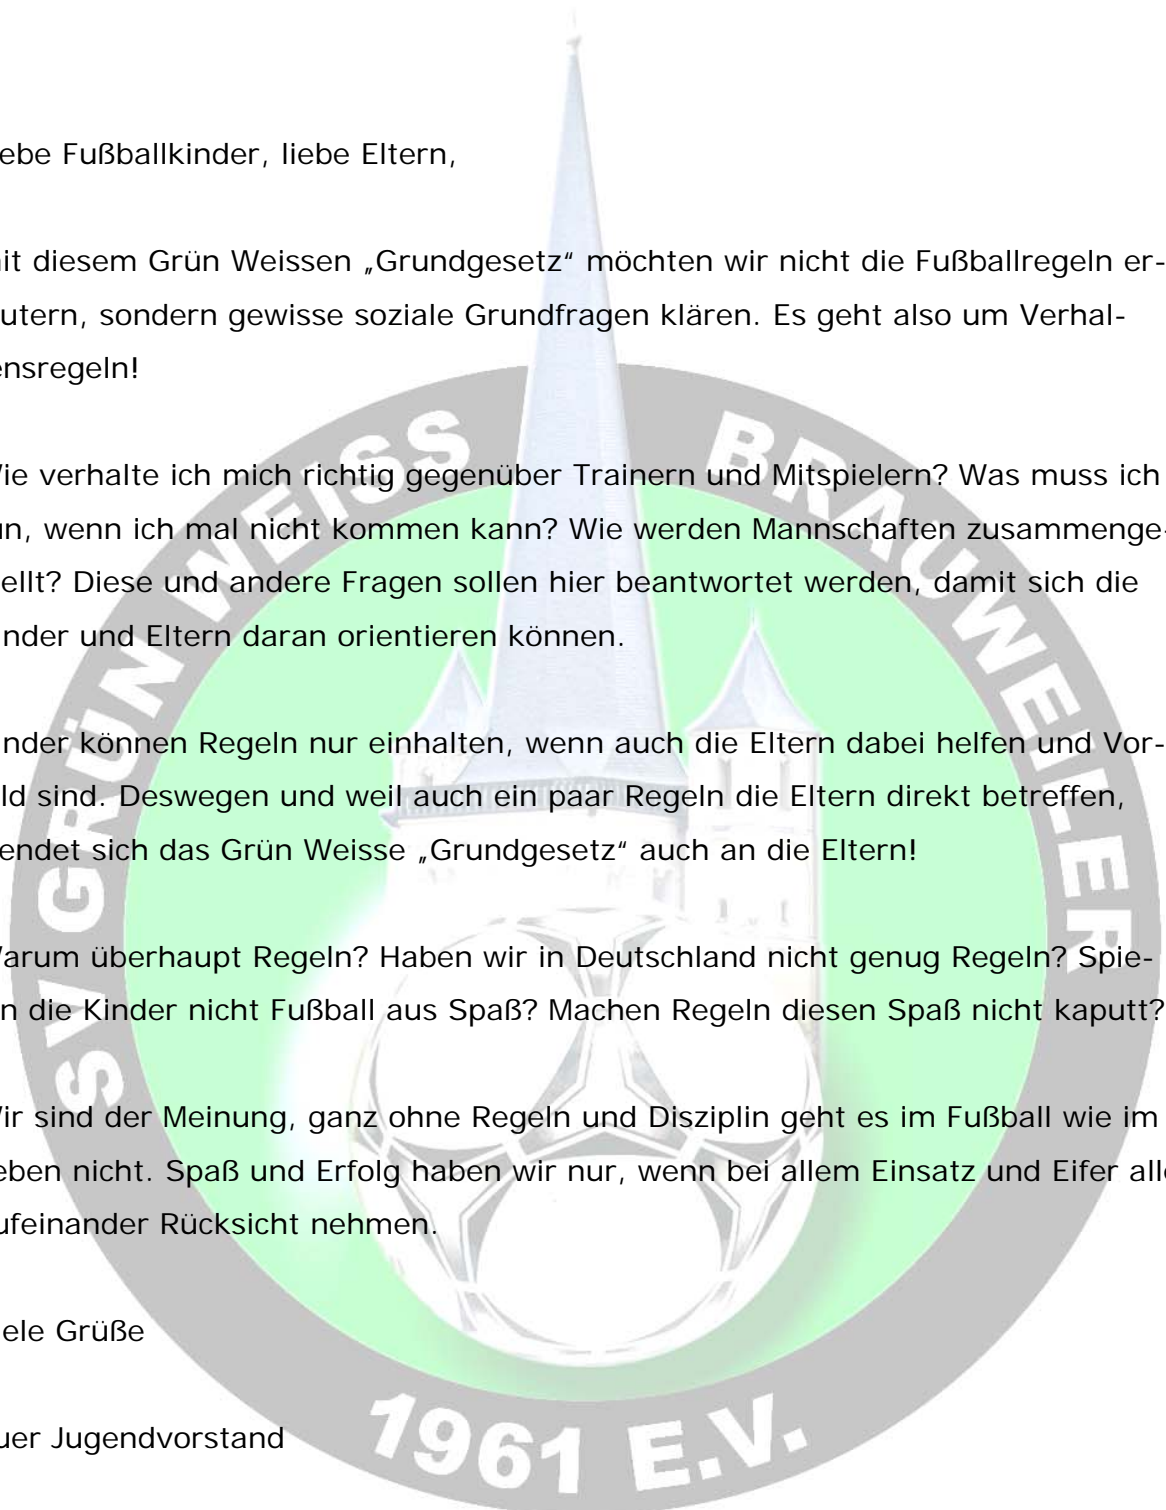 ebe Fußballkinder, liebe Eltern,
mit diesem Grün Weissen „Grundgesetz“ möchten wir nicht die Fußballregeln er-
utern, sondern gewisse soziale Grundfragen klären. Es geht also um Verhal-
ensregeln!
Wie verhalte ich mich richtig gegenüber Trainern und Mitspielern? Was muss ich
un, wenn ich mal nicht kommen kann? Wie werden Mannschaften zusammenge-
ellt? Diese und andere Fragen sollen hier beantwortet werden, damit sich die
nder und Eltern daran orientieren können.
nder können Regeln nur einhalten, wenn auch die Eltern dabei helfen und Vor-
ld sind. Deswegen und weil auch ein paar Regeln die Eltern direkt betreffen,
endet sich das Grün Weisse „Grundgesetz“ auch an die Eltern!
Warum überhaupt Regeln? Haben wir in Deutschland nicht genug Regeln? Spie-
n die Kinder nicht Fußball aus Spaß? Machen Regeln diesen Spaß nicht kaputt?
Wir sind der Meinung, ganz ohne Regeln und Disziplin geht es im Fußball wie im
eben nicht. Spaß und Erfolg haben wir nur, wenn bei allem Einsatz und Eifer alle
ufeinander Rücksicht nehmen.
ele Grüße
uer Jugendvorstand
SV GRÜN WEISS BRAUWEILER
1961 E.V.